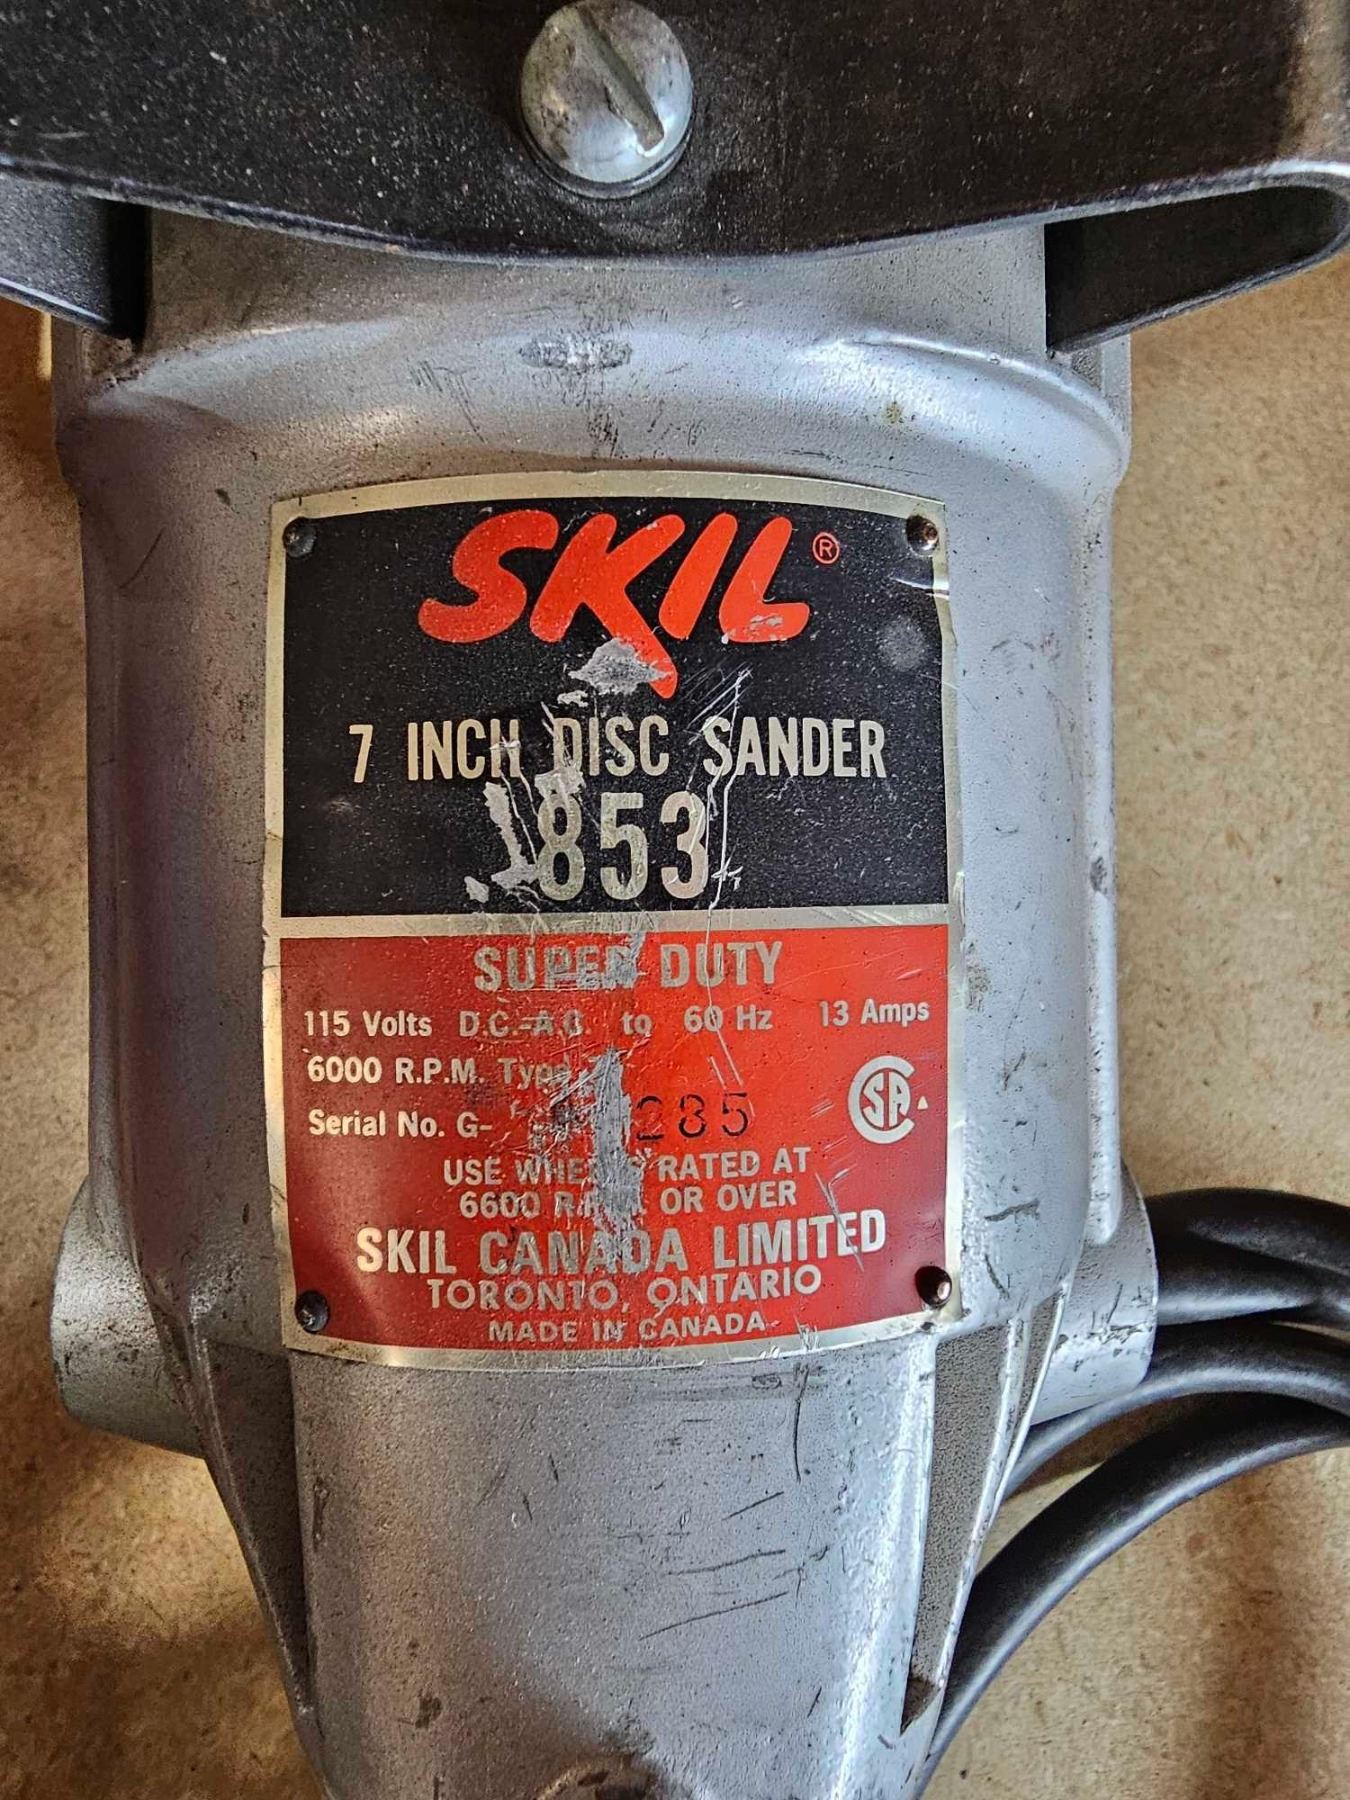 SKIL®
7 INCH DISC SANDER
853
SUPER DUTY
115 Volts D.C.-A.C. to 60 Hz 13 Amps
6000 R.P.M. Type
Serial No. G- 285
CSA
USE WHEELS RATED AT
6600 R.P.M. OR OVER
SKIL CANADA LIMITED
TORONTO, ONTARIO
MADE IN CANADA